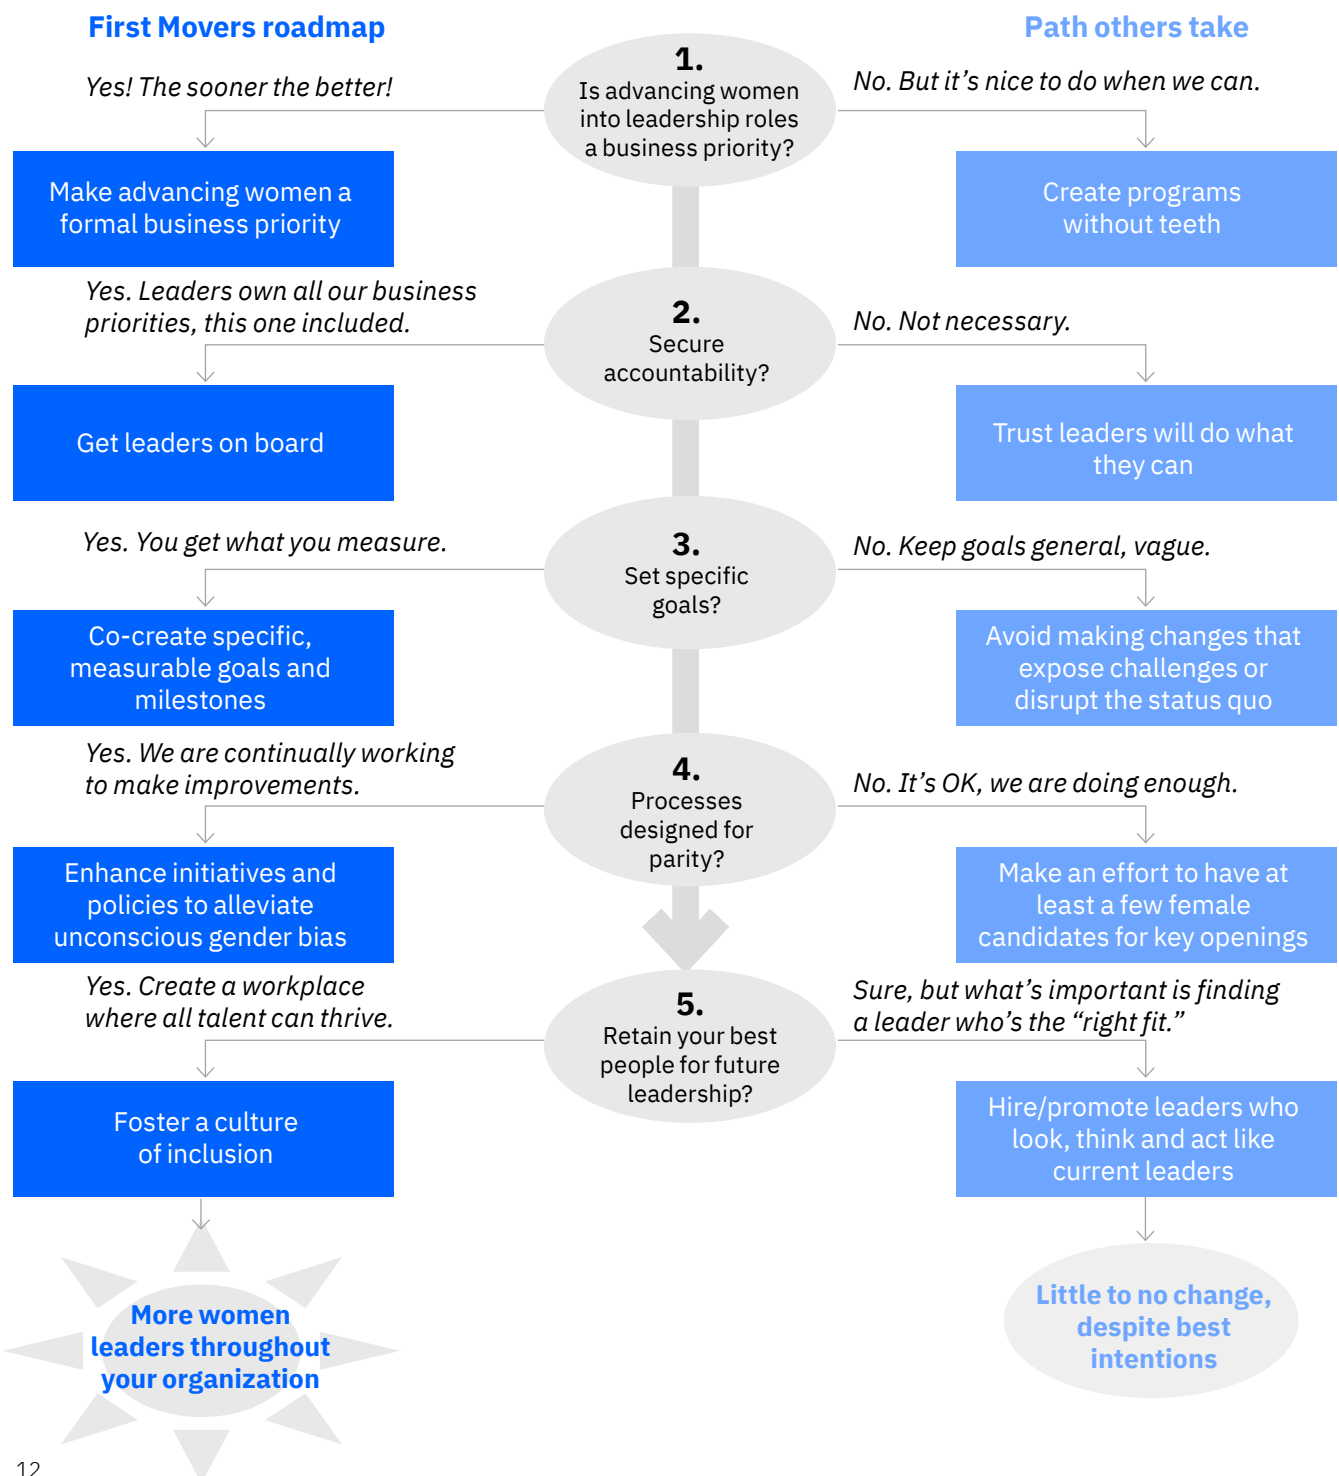 First Movers roadmap
Path others take
1.
Is advancing women
into leadership roles
a business priority?
Yes! The sooner the better!
No. But it's nice to do when we can.
Make advancing women a
formal business priority
Create programs
without teeth
2.
Secure
accountability?
Yes. Leaders own all our business
priorities, this one included.
No. Not necessary.
Get leaders on board
Trust leaders will do what
they can
3.
Set specific
goals?
Yes. You get what you measure.
No. Keep goals general, vague.
Co-create specific,
measurable goals and
milestones
Avoid making changes that
expose challenges or
disrupt the status quo
4.
Processes
designed for
parity?
Yes. We are continually working
to make improvements.
No. It's OK, we are doing enough.
Enhance initiatives and
policies to alleviate
unconscious gender bias
Make an effort to have at
least a few female
candidates for key openings
5.
Retain your best
people for future
leadership?
Yes. Create a workplace
where all talent can thrive.
Sure, but what's important is finding
a leader who's the “right fit.”
Foster a culture
of inclusion
Hire/promote leaders who
look, think and act like
current leaders
More women
leaders throughout
your organization
Little to no change,
despite best
intentions
12